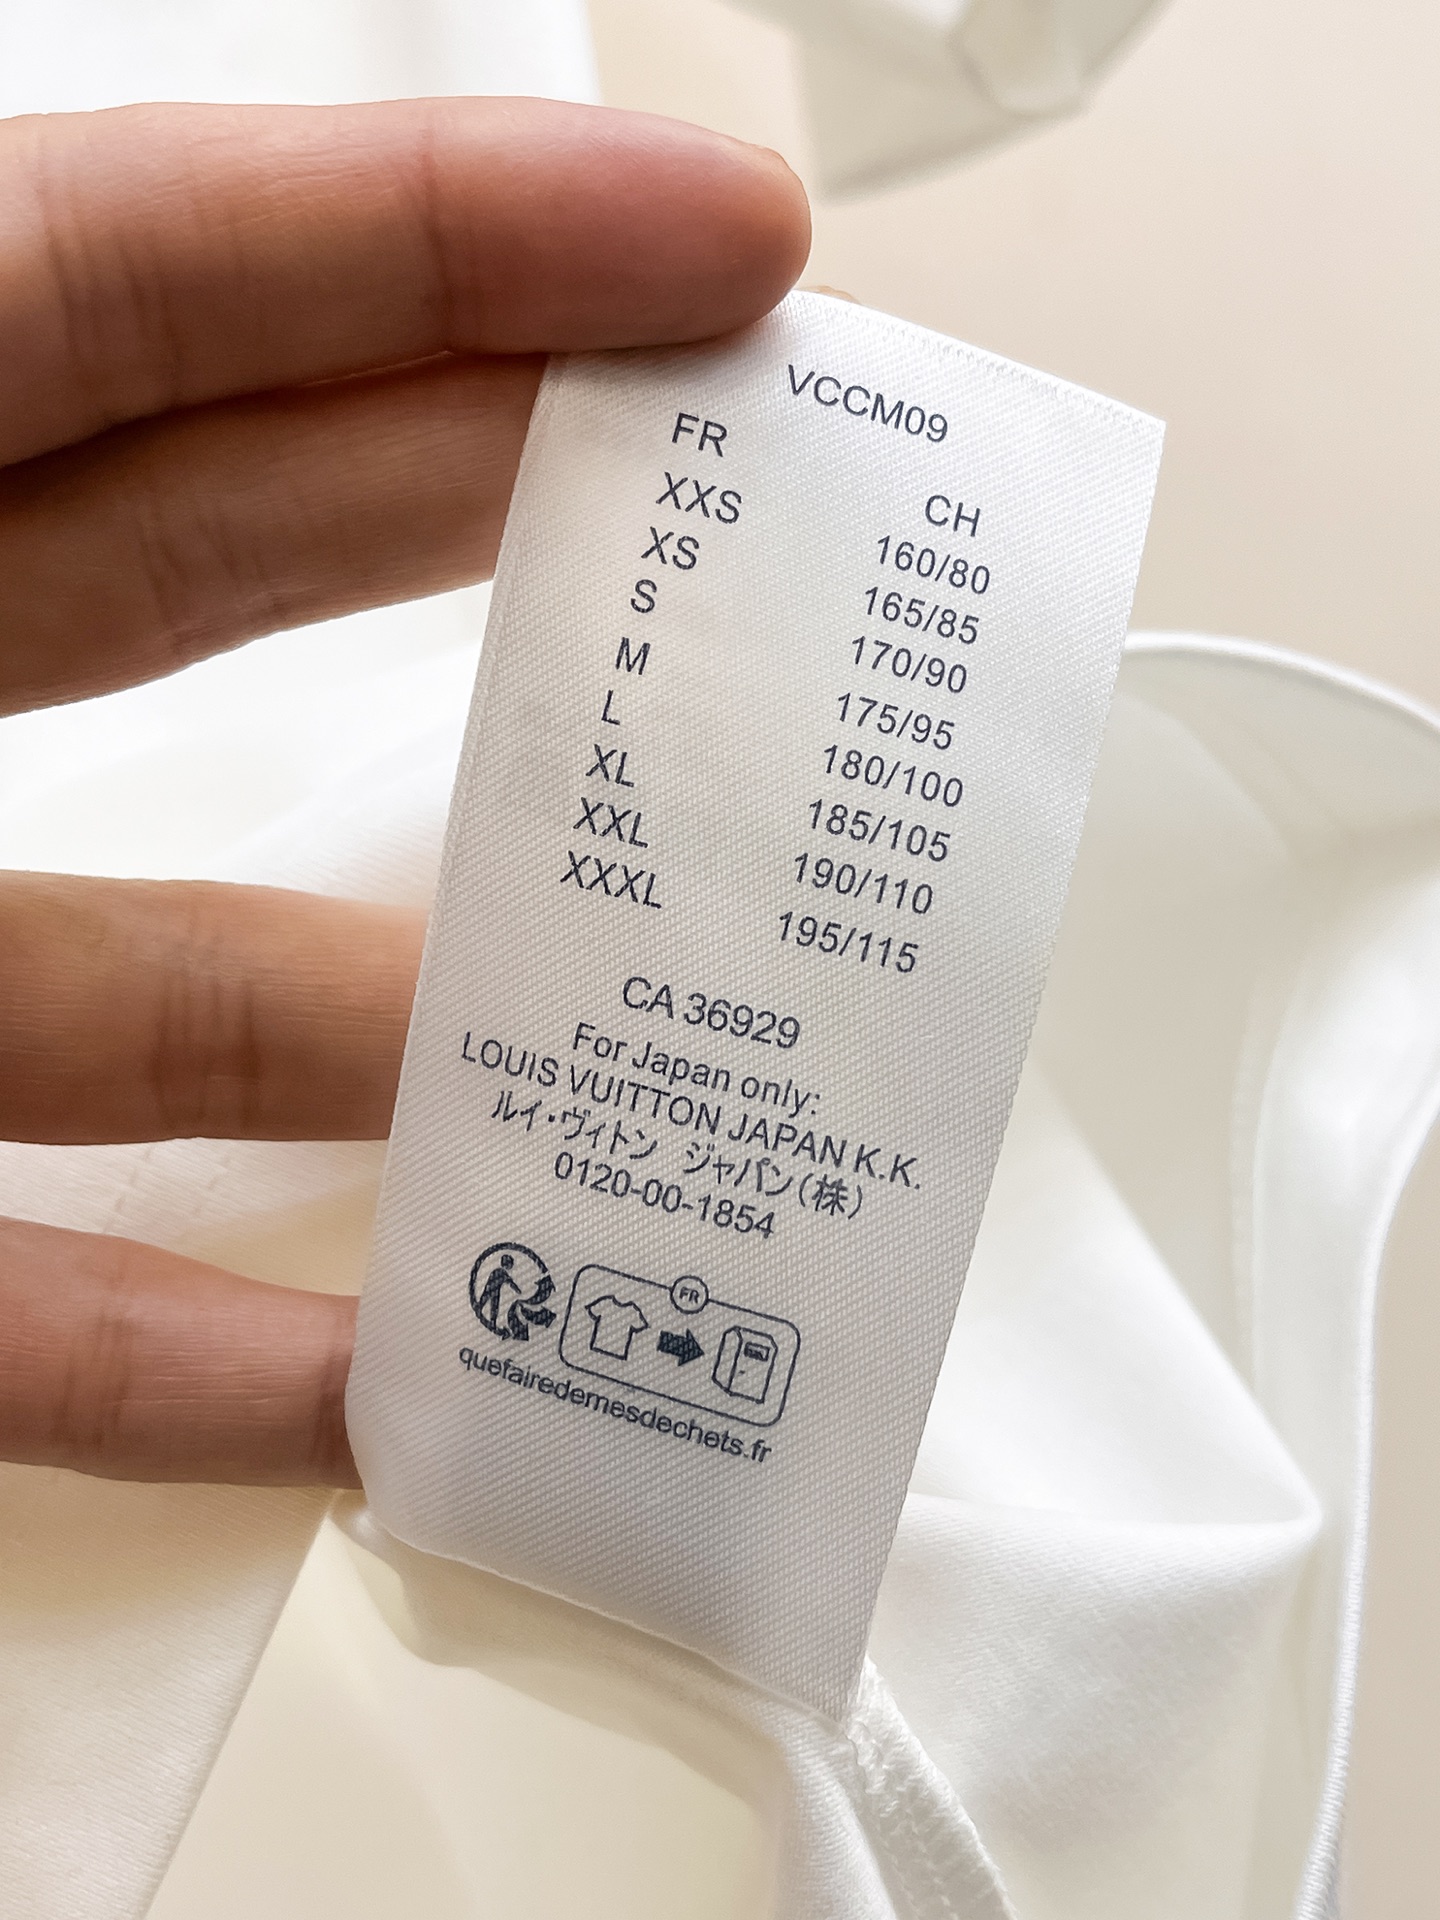 VCCM09
FR CH
XXS 160/80
XS 165/85
S 170/90
M 175/95
L 180/100
XL 185/105
XXL 190/110
XXXL 195/115
CA 36929
For Japan only:
LOUIS VUITTON JAPAN K.K.
ルイ・ヴィトン ジャパン(株)
0120-00-1854
FR
quefairedemesdechets.fr